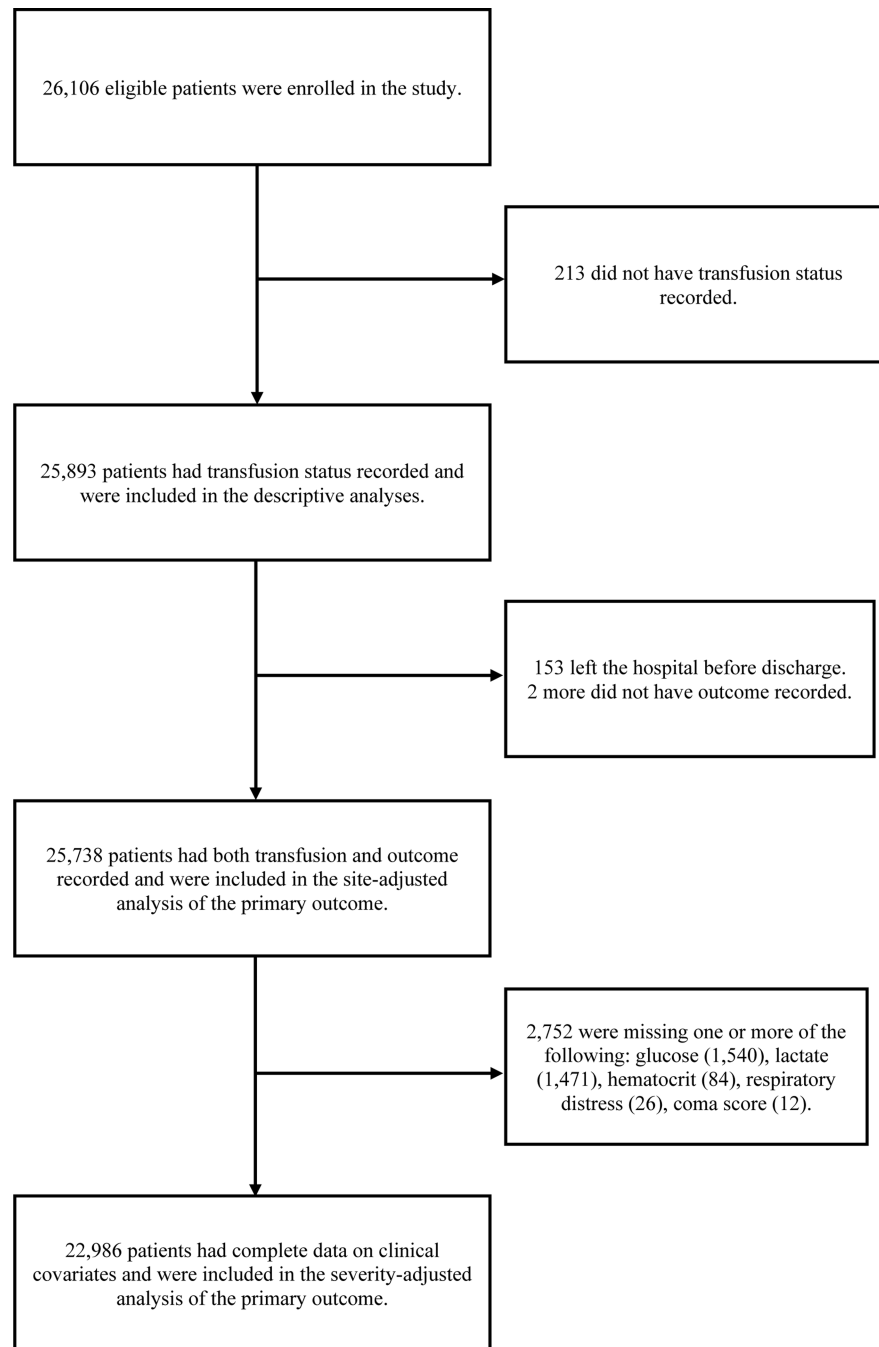 26,106 eligible patients were enrolled in the study.
213 did not have transfusion status
recorded.
25,893 patients had transfusion status recorded and
were included in the descriptive analyses.
153 left the hospital before discharge.
2 more did not have outcome recorded.
25,738 patients had both transfusion and outcome
recorded and were included in the site-adjusted
analysis of the primary outcome.
2,752 were missing one or more of the
following: glucose (1,540), lactate
(1,471), hematocrit (84), respiratory
distress (26), coma score (12).
22,986 patients had complete data on clinical
covariates and were included in the severity-adjusted
analysis of the primary outcome.